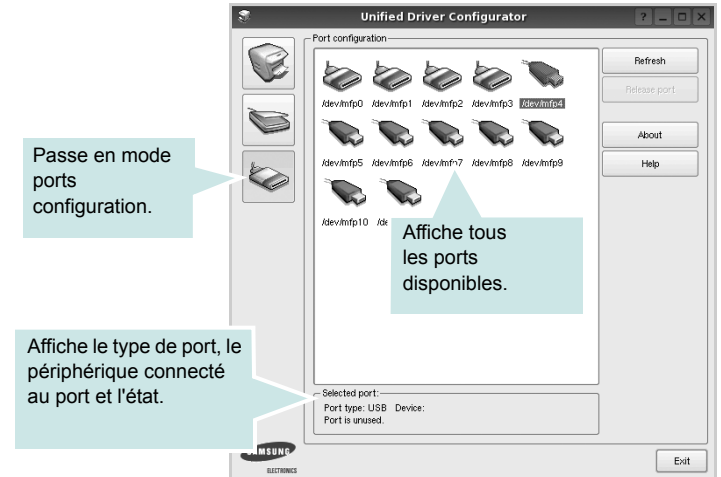 Unified Driver Configurator
Port configuration
/dev/mfp0 /dev/mfp1 /dev/mfp2 /dev/mfp3 /dev/mfp4
/dev/mfp5 /dev/mfp6 /dev/mfp7 /dev/mfp8 /dev/mfp9
/dev/mfp10
Refresh
Release port
About
Help
Passe en mode
ports
configuration.
Affiche tous
les ports
disponibles.
Affiche le type de port, le
périphérique connecté
au port et l'état.
Selected port:
Port type: USB Device:
Port is unused.
SAMSUNG
ELECTRONICS
Exit